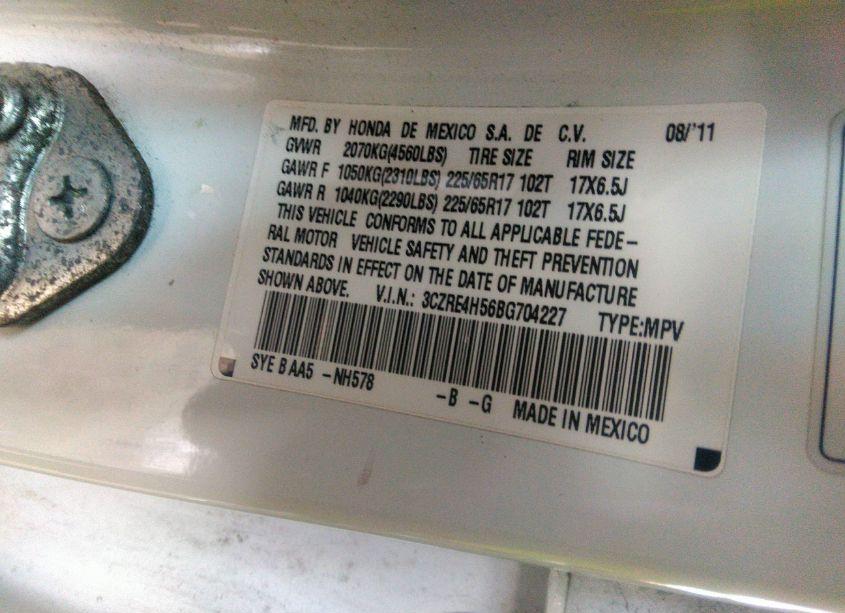 MFD. BY HONDA DE MEXICO S.A. DE C.V. 08/'11
GVWR 2070KG(4560LBS) TIRE SIZE RIM SIZE
GAWR F 1050KG(2310LBS) 225/65R17 102T 17X6.5J
GAWR R 1040KG(2290LBS) 225/65R17 102T 17X6.5J
THIS VEHICLE CONFORMS TO ALL APPLICABLE FEDE-
RAL MOTOR VEHICLE SAFETY AND THEFT PREVENTION
STANDARDS IN EFFECT ON THE DATE OF MANUFACTURE
SHOWN ABOVE. V.I.N.: 3CZRE4H56BG704227 TYPE:MPV
SYE B AA5 -NH578 -B -G MADE IN MEXICO